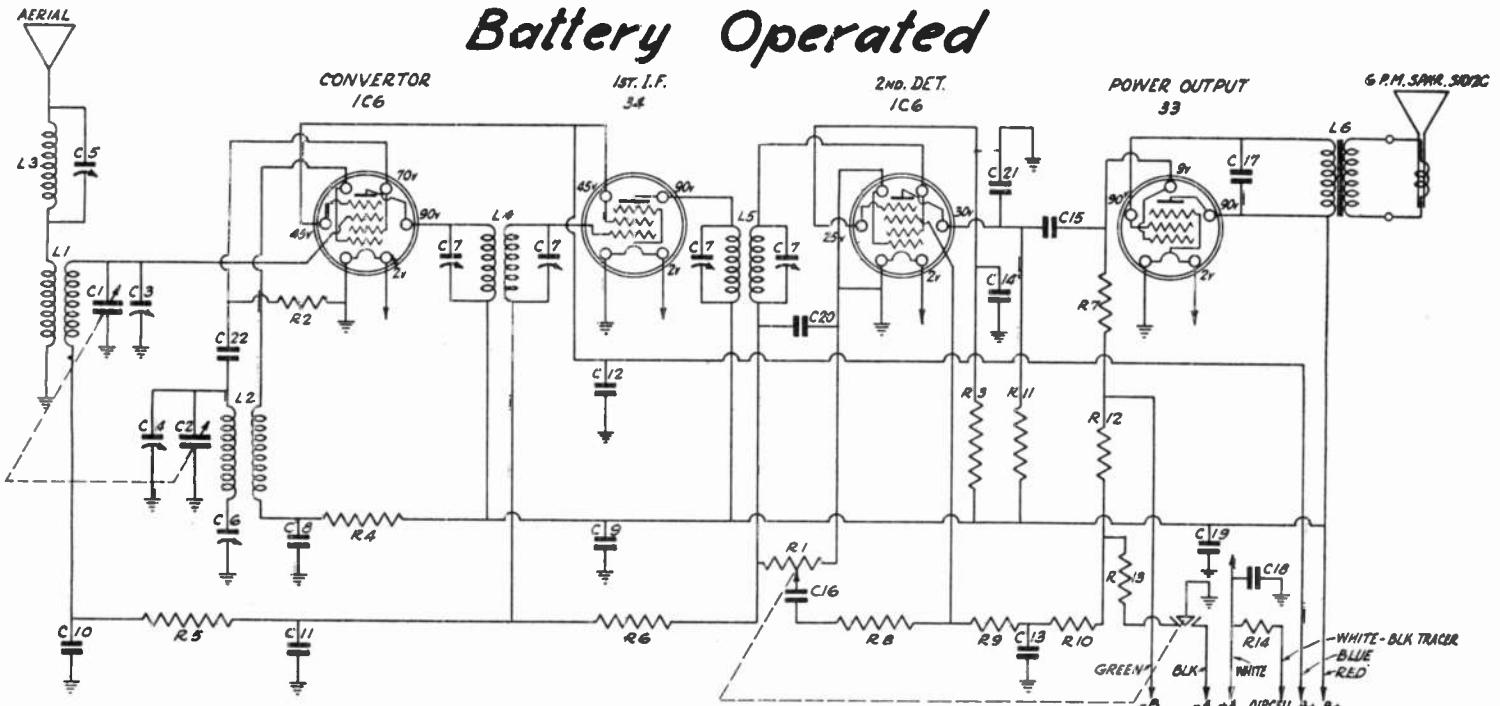 Battery Operated
AERIAL
CONVERTOR
1C6
1ST. I.F.
34
2ND. DET.
1C6
POWER OUTPUT
33
6 P.M. SPKR.
L6
L3
C5
70v
45v
90v
L4
C7
C7
45v
90v
L5
C7
C7
25v
30v
C21
C15
9v
90v
90v
C17
L1
C1
C3
R2
2v
2v
C20
2v
C14
R7
2v
C22
C12
C4
C2
L2
R3
R11
R12
C6
C8
R4
C9
R1
C16
R13
C19
C18
C10
R5
C11
R6
R8
R9
C13
R10
R14
GREEN
BLK
WHITE
WHITE-BLK TRACER
BLUE
RED